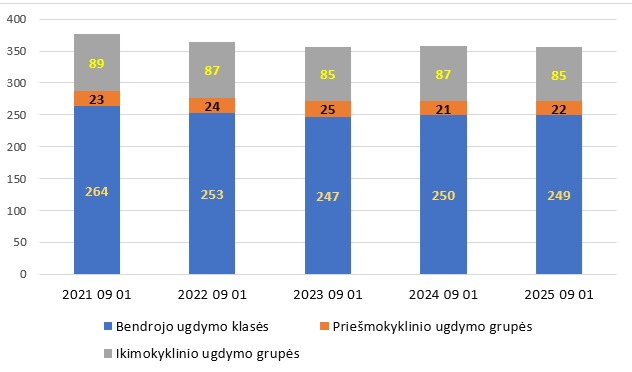 400
350
300
250
200
150
100
50
0
89 87 85 87 85
23 24 25 21 22
264 253 247 250 249
2021 09 01 2022 09 01 2023 09 01 2024 09 01 2025 09 01
Bendrojo ugdymo klasės Priešmokyklinio ugdymo grupės
Ikimokyklinio ugdymo grupės